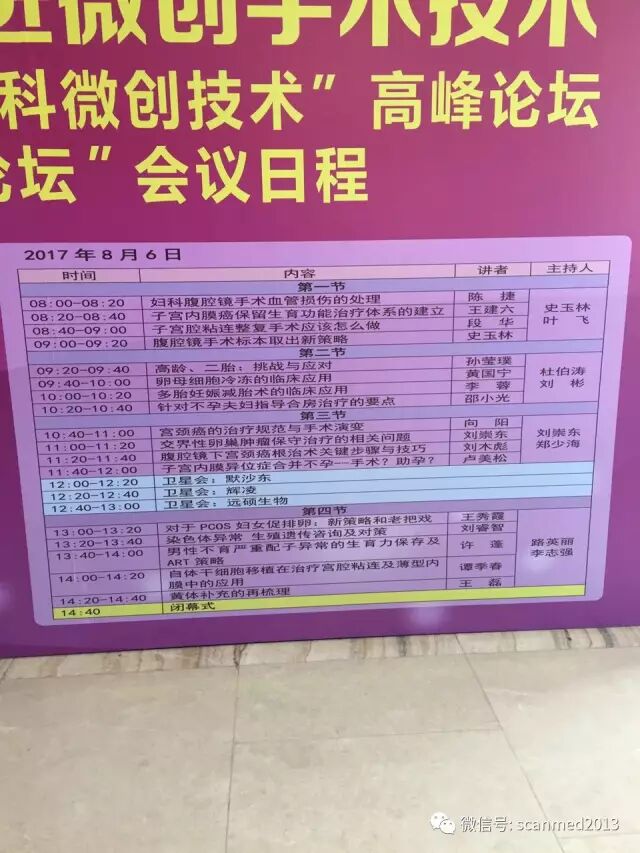 微创手术技术
科微创技术”高峰论坛
论坛”会议日程
2017年8月6日
时间 内容 讲者 主持人
第一节
08:00-08:20 妇科腹腔镜手术血管损伤的处理 陈捷 史玉林 叶飞
08:20-08:40 子宫内膜癌保留生育功能治疗体系的建立 王建六
08:40-09:00 子宫腔粘连整复手术应该怎么做 段华
09:00-09:20 腹腔镜手术标本取出新策略 史玉林
第二节
09:20-09:40 高龄、二胎:挑战与应对 孙莹璞 杜伯涛 刘彬
09:40-10:00 卵母细胞冷冻的临床应用 黄国宁
10:00-10:20 多胎妊娠减胎术的临床应用 李蓉
10:20-10:40 针对不孕夫妇指导合房治疗的要点 邵小光
第三节
10:40-11:00 宫颈癌的治疗规范与手术演变 向阳 刘崇东 郑少海
11:00-11:20 交界性卵巢肿瘤保守治疗的相关问题 刘崇东
11:20-11:40 腹腔镜下宫颈癌根治术关键步骤与技巧 刘木彪
11:40-12:00 子宫内膜异位症合并不孕--手术?助孕? 卢美松
12:00-12:20 卫星会:默沙东
12:20-12:40 卫星会:辉凌
12:40-13:00 卫星会:远硕生物
第四节
13:00-13:20 对于PCOS妇女促排卵:新策略和老把戏 王秀霞 路英丽 李志强
13:20-13:40 染色体异常 生殖遗传咨询及对策 刘睿智
13:40-14:00 男性不育严重配子异常的生育力保存及 许蓬
ART策略
14:00-14:20 自体干细胞移植在治疗宫腔粘连及薄型内 谭季春
膜中的应用
14:20-14:40 黄体补充的再梳理 王磊
14:40 闭幕式
微信号: scanmed2013